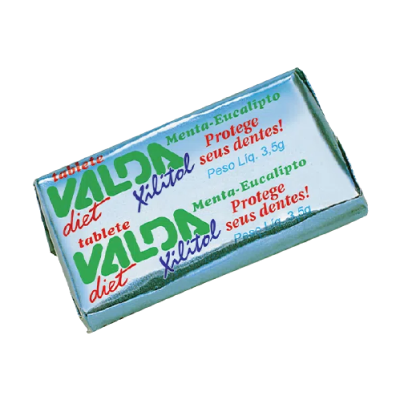 tablete
VALDA
diet Xilitol
Menta-Eucalipto
Protege
seus dentes!
Peso Líq. 3,5g
tablete
VALDA
diet Xilitol
Menta-Eucalipto
Protege
seus dentes!
Peso Líq. 3,5g